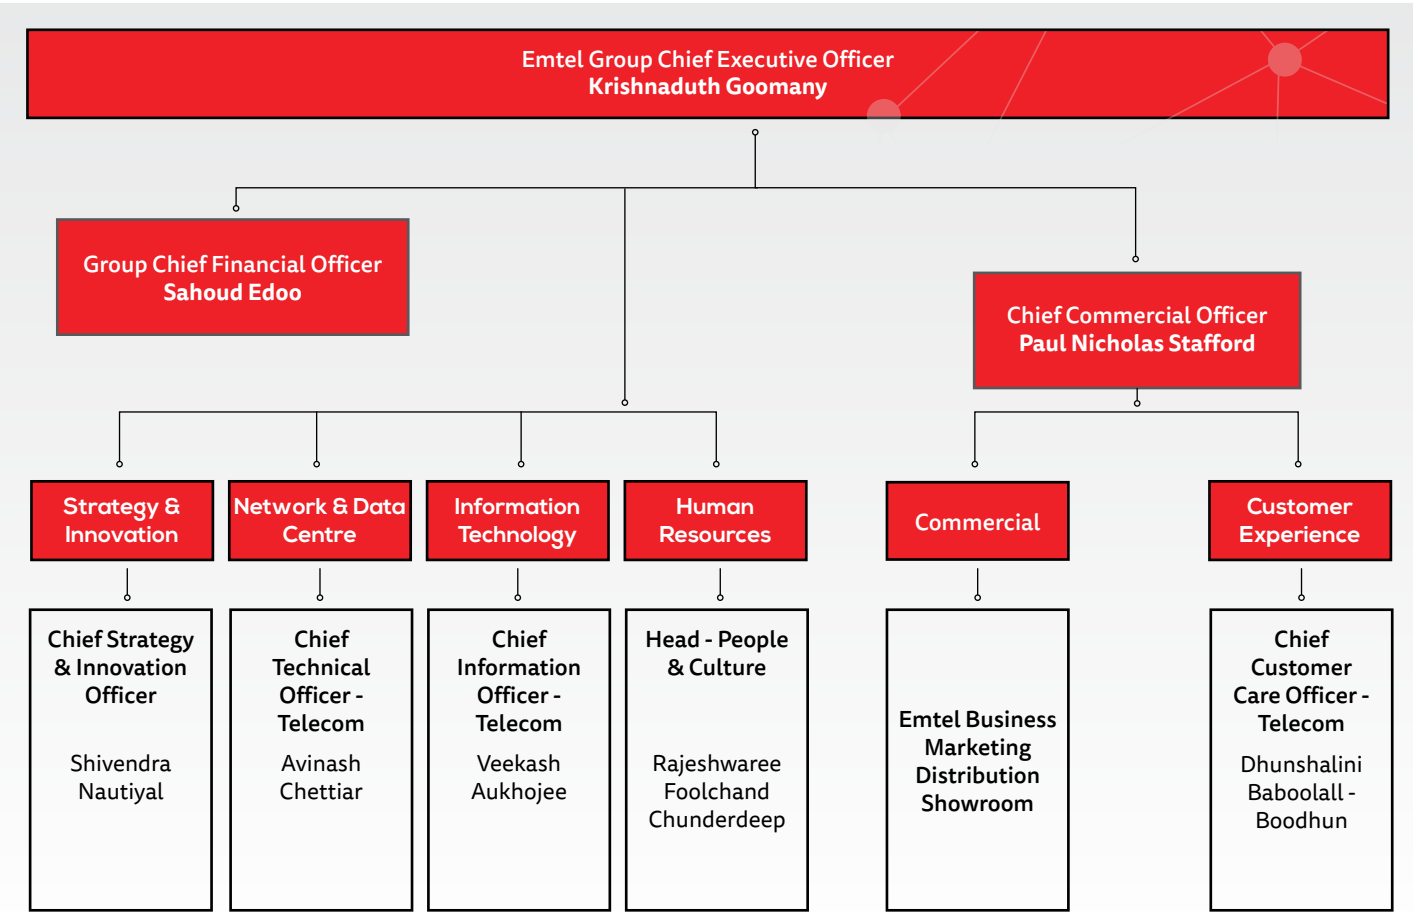 Emtel Group Chief Executive Officer
Krishnaduth Goomany
Group Chief Financial Officer
Sahoud Edoo
Chief Commercial Officer
Paul Nicholas Stafford
Strategy &
Innovation
Network & Data
Centre
Information
Technology
Human
Resources
Commercial
Customer
Experience
Chief Strategy
& Innovation
Officer
Shivendra
Nautiyal
Chief
Technical
Officer -
Telecom
Avinash
Chettiar
Chief
Information
Officer -
Telecom
Veekash
Aukhojee
Head - People
& Culture
Rajeshwaree
Foolchand
Chunderdeep
Emtel Business
Marketing
Distribution
Showroom
Chief
Customer
Care Officer -
Telecom
Dhunshalini
Baboolall -
Boodhun